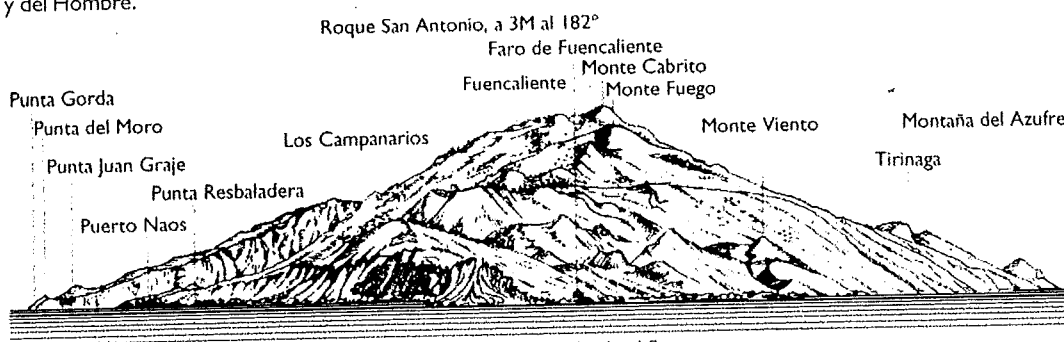 y del Hombre.
Roque San Antonio, a 3M al 182°
Faro de Fuencaliente
Monte Cabrito
Fuencaliente
Monte Fuego
Punta Gorda
Punta del Moro
Los Campanarios
Monte Viento
Montaña del Azufre
Punta Juan Graje
Tirinaga
Punta Resbaladera
Puerto Naos